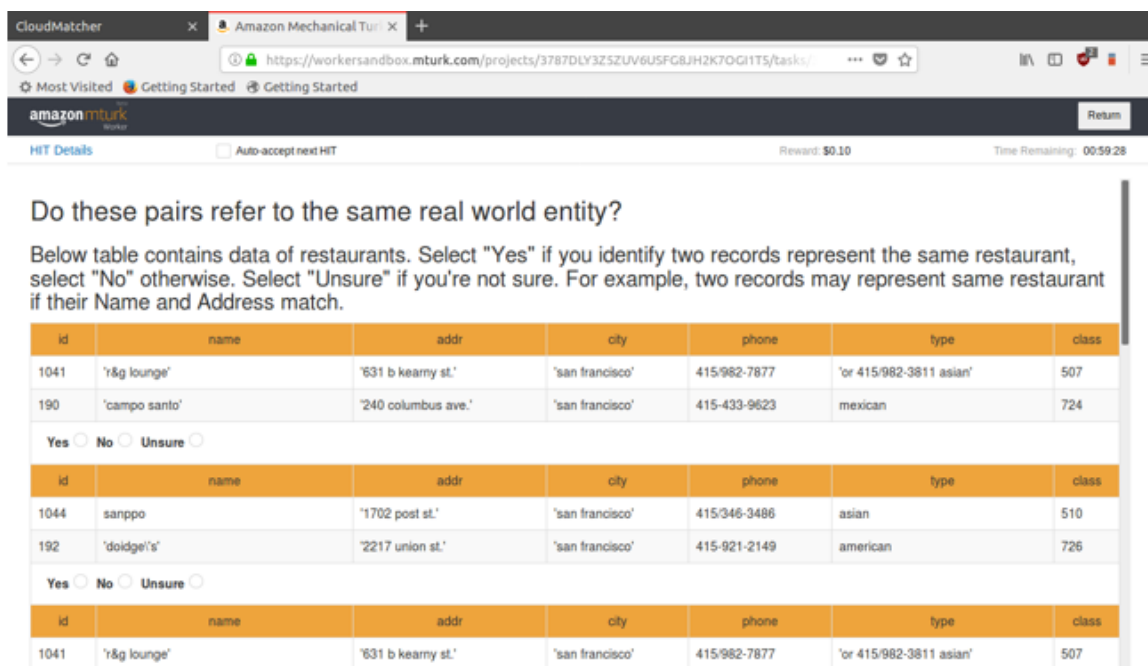 CloudMatcher × Amazon Mechanical Tur × +
https://workersandbox.mturk.com/projects/3787DLY3Z5ZUV6USFG8JH2K7OGI1T5/tasks/
Most Visited Getting Started Getting Started
amazonmturk Return
Worker
HIT Details Auto-accept next HIT Reward: $0.10 Time Remaining: 00:59:28
Do these pairs refer to the same real world entity?
Below table contains data of restaurants. Select "Yes" if you identify two records represent the same restaurant,
select "No" otherwise. Select "Unsure" if you're not sure. For example, two records may represent same restaurant
if their Name and Address match.
id name addr city phone type class
1041 'r&g lounge' '631 b kearny st.' 'san francisco' 415/982-7877 'or 415/982-3811 asian' 507
190 'campo santo' '240 columbus ave.' 'san francisco' 415-433-9623 mexican 724
Yes No Unsure
id name addr city phone type class
1044 sanppo '1702 post st.' 'san francisco' 415/346-3486 asian 510
192 'doidge\'s' '2217 union st.' 'san francisco' 415-921-2149 american 726
Yes No Unsure
id name addr city phone type class
1041 'r&g lounge' '631 b kearny st.' 'san francisco' 415/982-7877 'or 415/982-3811 asian' 507